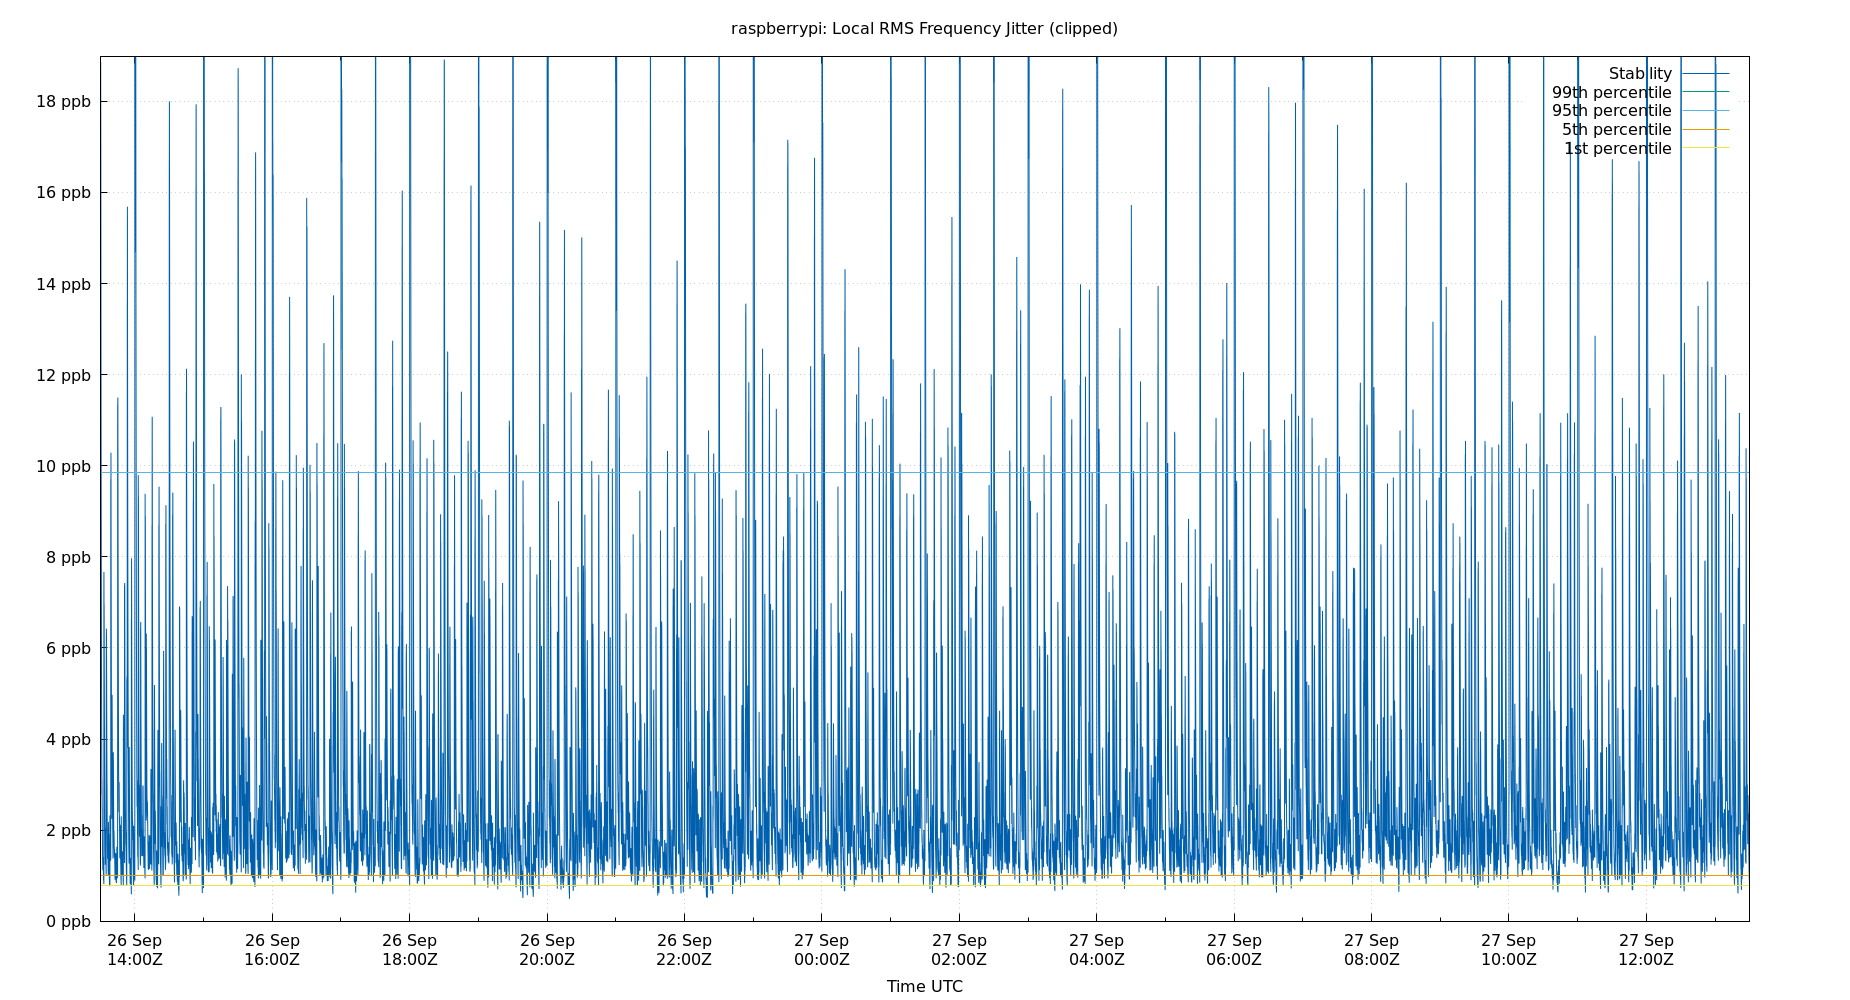 raspberrypi: Local RMS Frequency Jitter (clipped)
Stability
99th percentile
95th percentile
5th percentile
1st percentile
18 ppb
16 ppb
14 ppb
12 ppb
10 ppb
8 ppb
6 ppb
4 ppb
2 ppb
0 ppb
26 Sep 26 Sep 26 Sep 26 Sep 26 Sep 27 Sep 27 Sep 27 Sep 27 Sep 27 Sep 27 Sep 27 Sep
14:00Z 16:00Z 18:00Z 20:00Z 22:00Z 00:00Z 02:00Z 04:00Z 06:00Z 08:00Z 10:00Z 12:00Z
Time UTC